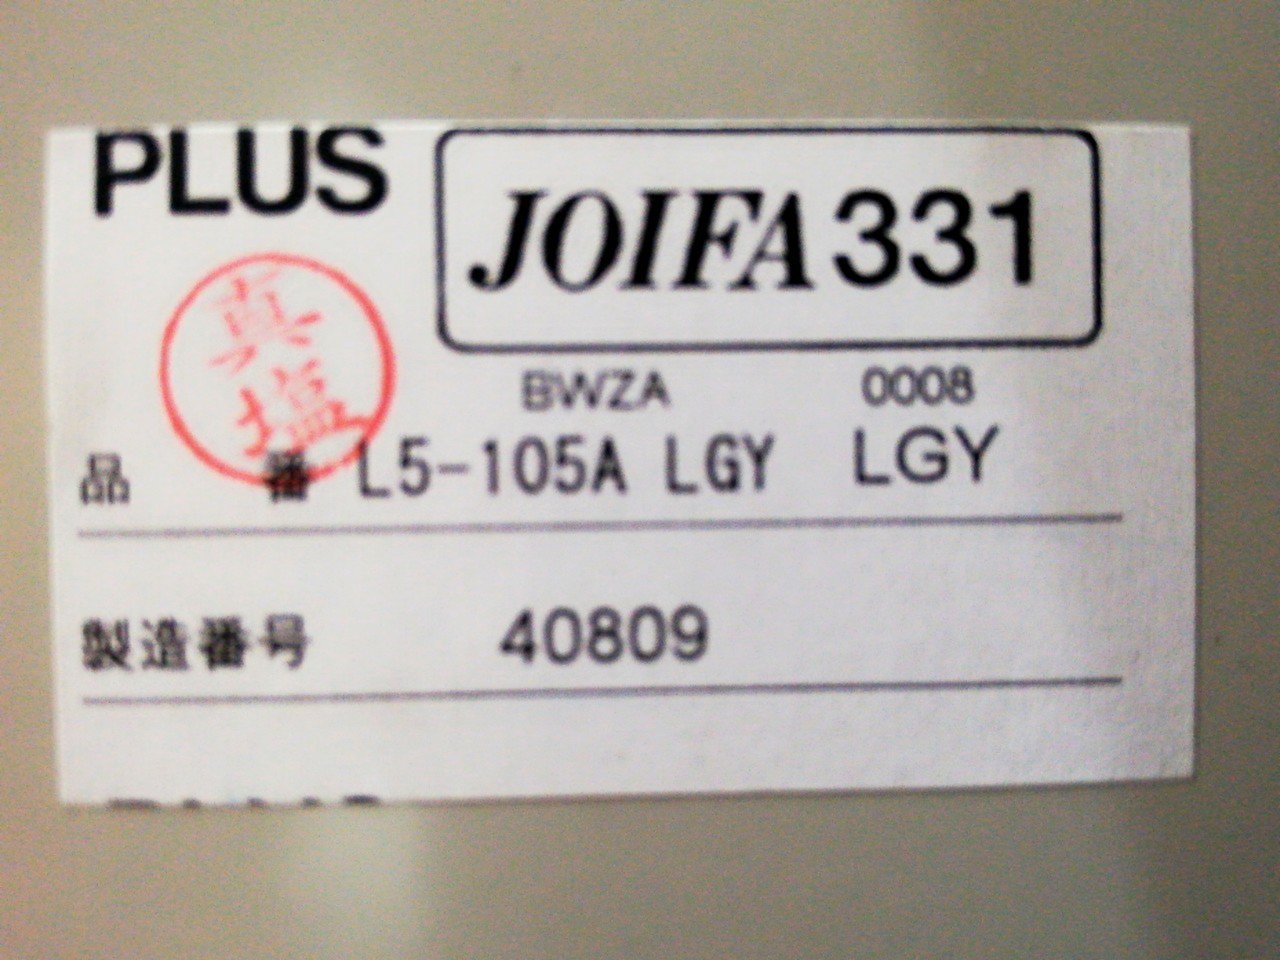 PLUS
JOIFA 331
真塩
BWZA 0008
品 番 L5-105A LGY LGY
製造番号 40809